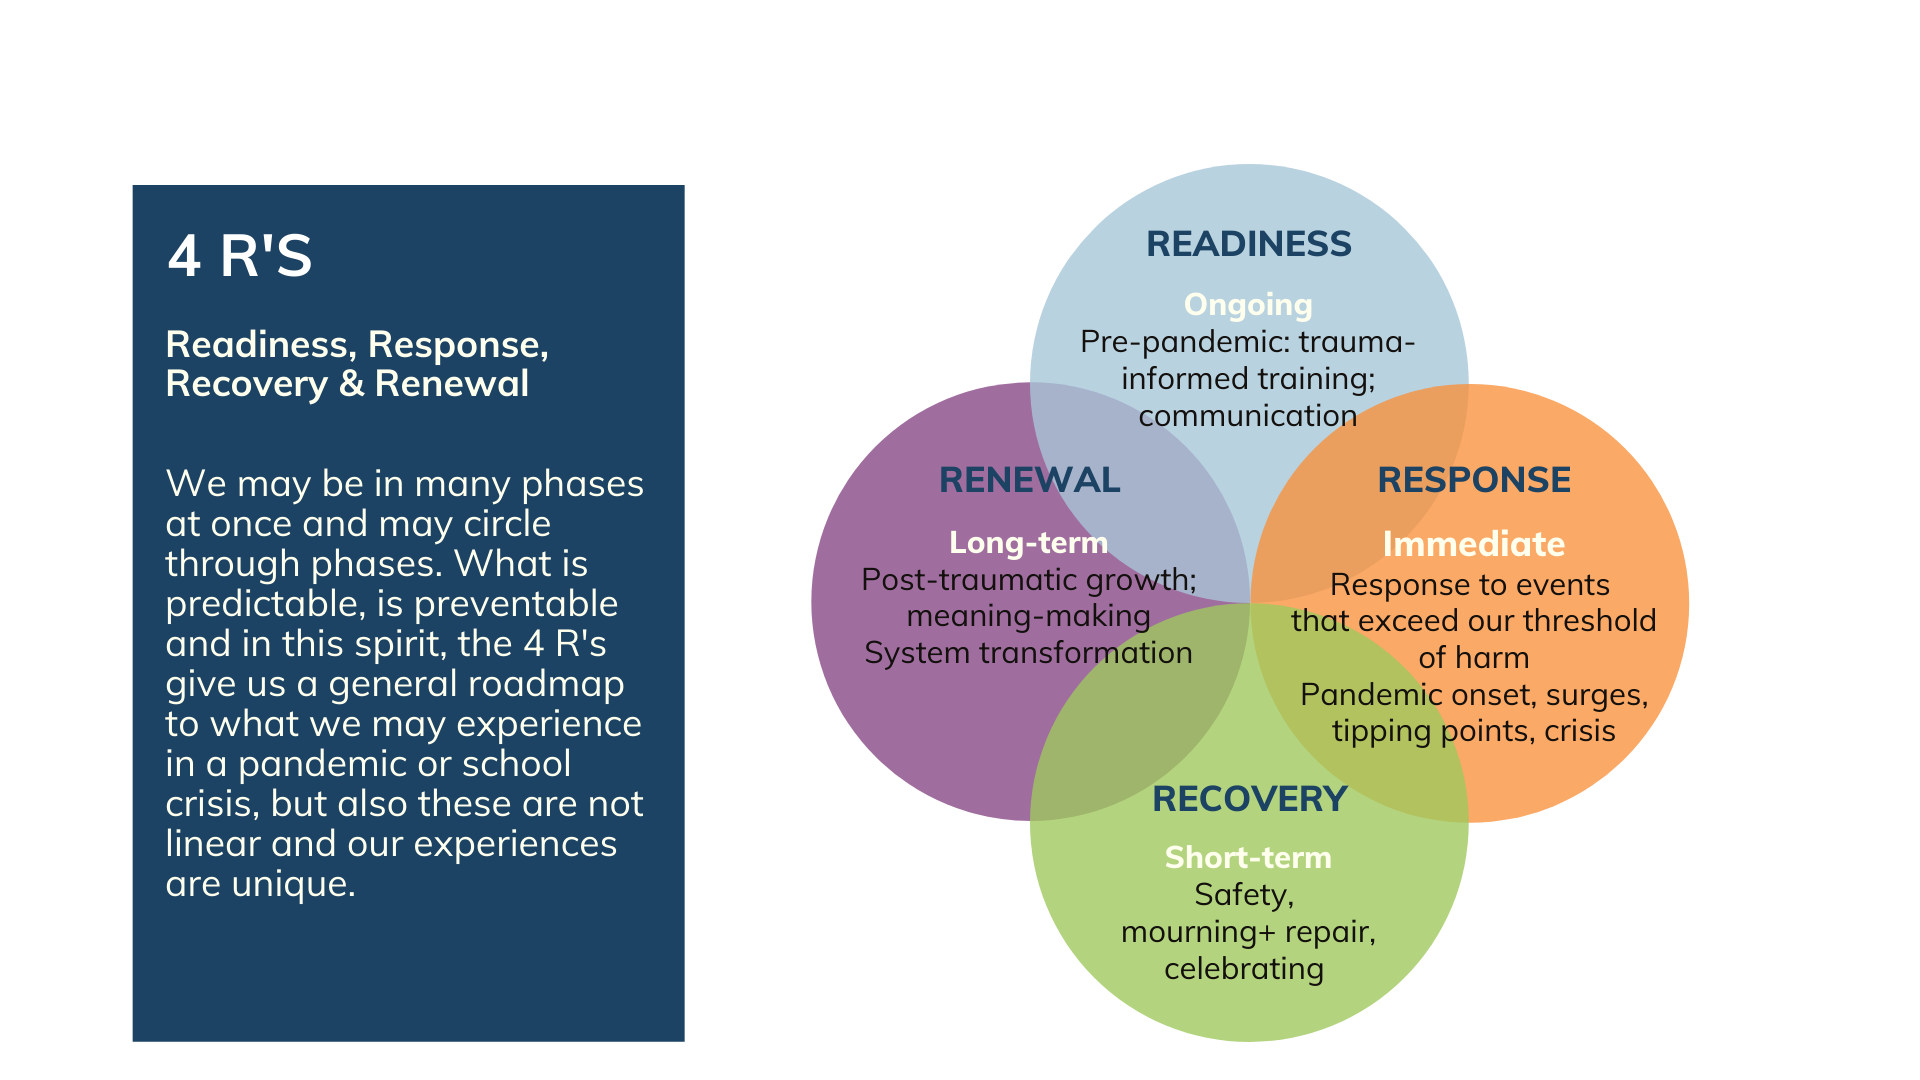 4 R'S
Readiness, Response,
Recovery & Renewal
We may be in many phases
at once and may circle
through phases. What is
predictable, is preventable
and in this spirit, the 4 R's
give us a general roadmap
to what we may experience
in a pandemic or school
crisis, but also these are not
linear and our experiences
are unique.
READINESS
Ongoing
Pre-pandemic: trauma-
informed training;
communication
RENEWAL
Long-term
Post-traumatic growth;
meaning-making
System transformation
RESPONSE
Immediate
Response to events
that exceed our threshold
of harm
Pandemic onset, surges,
tipping points, crisis
RECOVERY
Short-term
Safety,
mourning+ repair,
celebrating